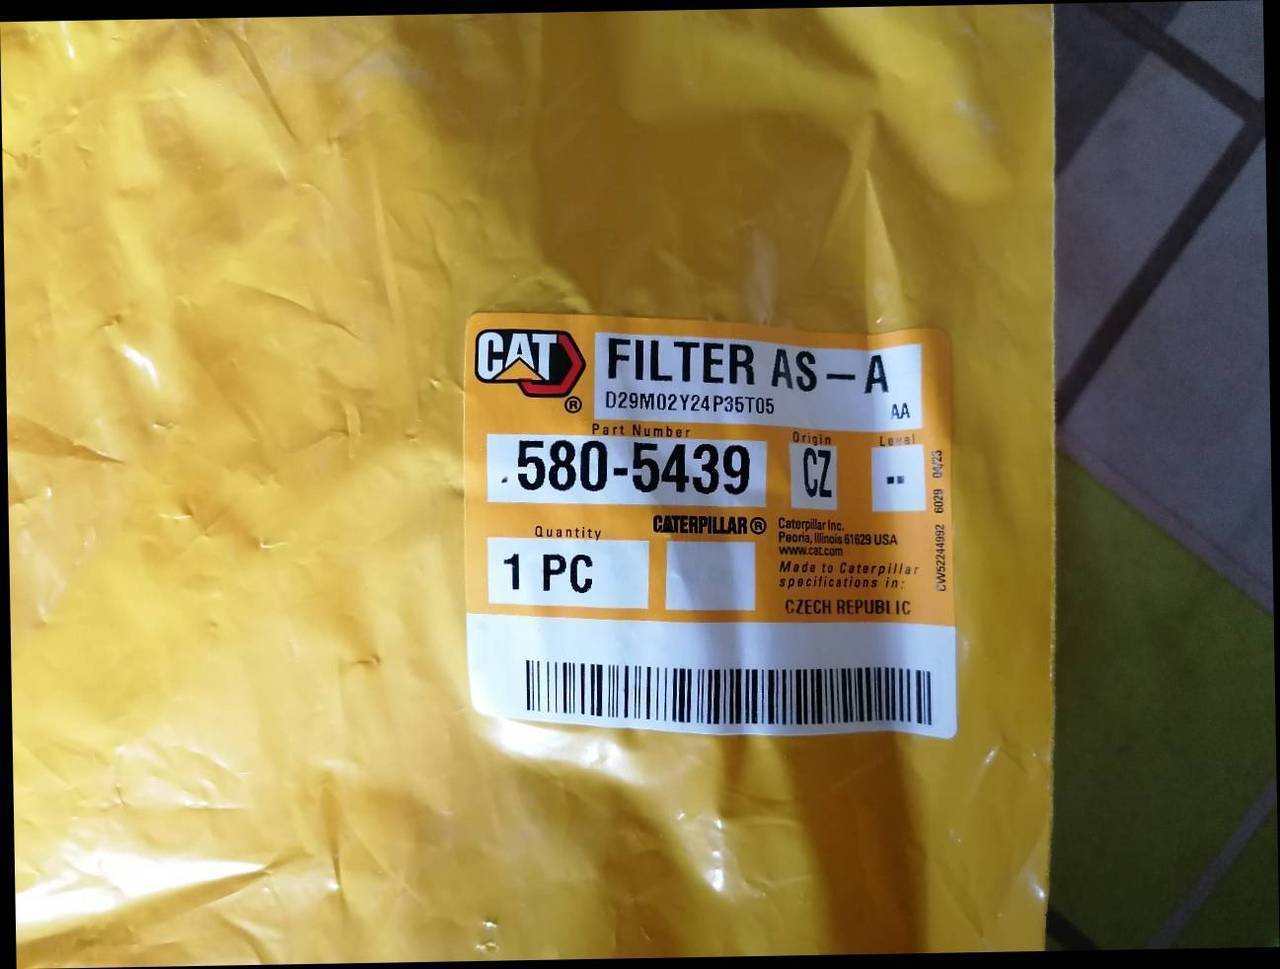 CAT
®
FILTER AS-A
D29M02Y24P35T05
AA
Part Number
580-5439
Origin
CZ
Level
--
Quantity
1 PC
CATERPILLAR®
Caterpillar Inc.
Peoria, Illinois 61629 USA
www.cat.com
Made to Caterpillar
specifications in:
CZECH REPUBLIC
CW52244992 6029 04/23